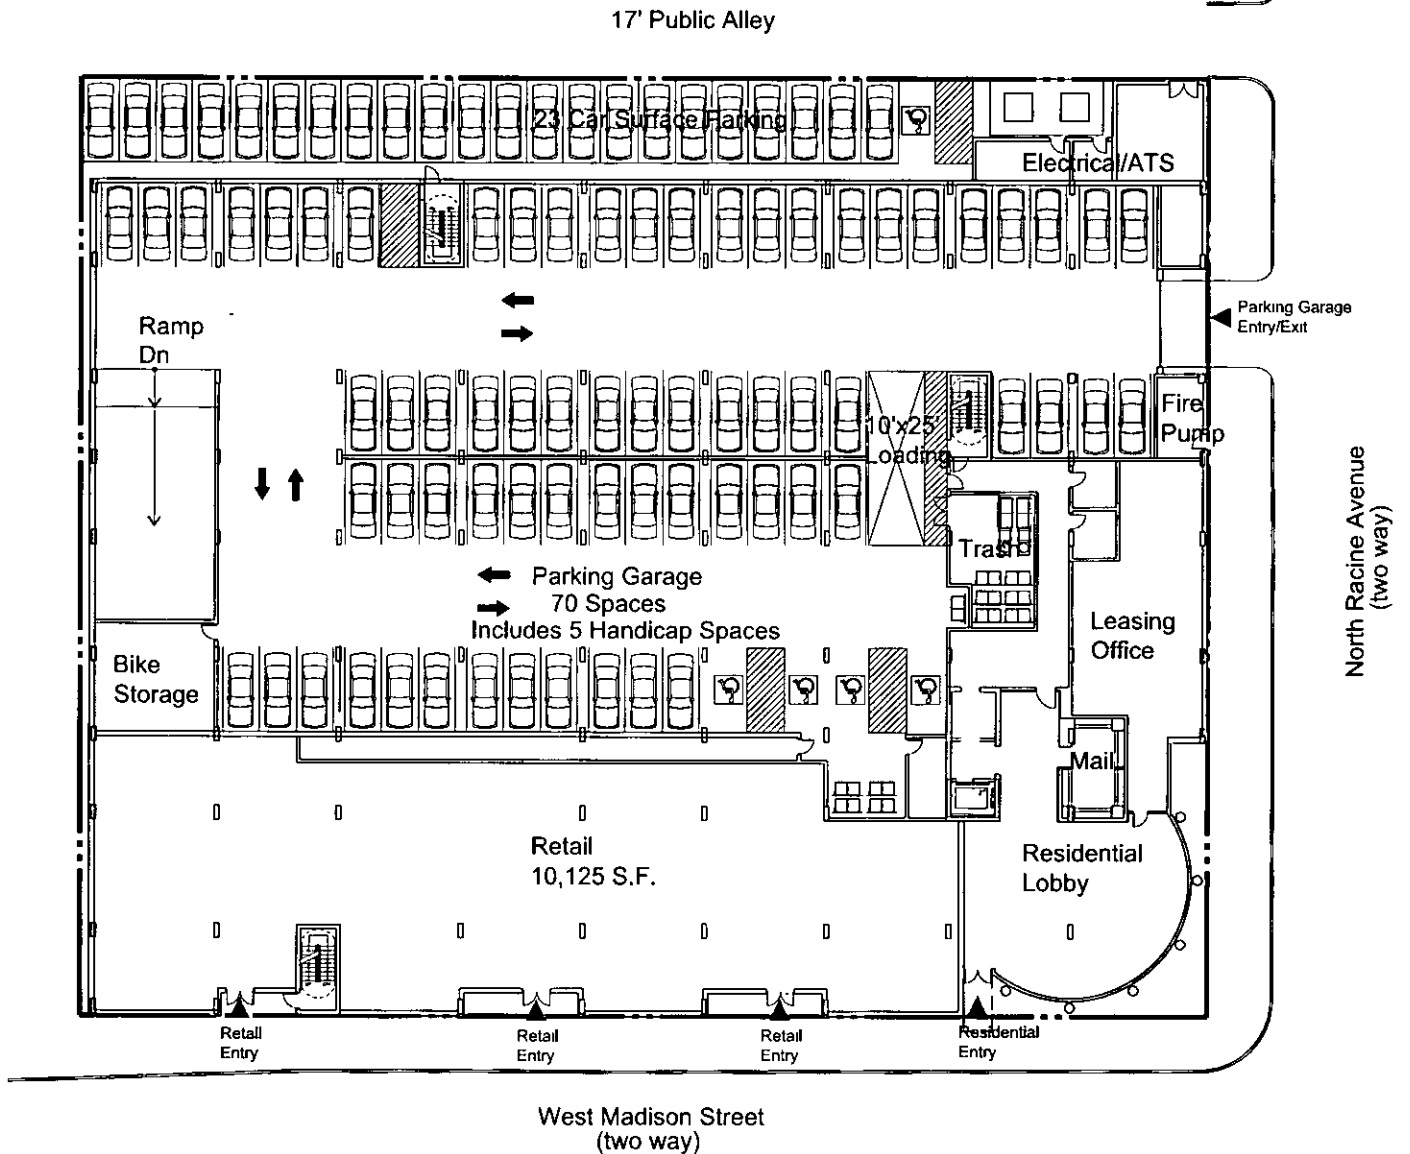 17' Public Alley
23 Car Surface Parking
Electrical/ATS
Parking Garage
Entry/Exit
Ramp
Dn
Fire
Pump
10'x25'
Loading
Trash
Parking Garage
70 Spaces
Includes 5 Handicap Spaces
Leasing
Office
North Racine Avenue
(two way)
Bike
Storage
Mail
Retail
10,125 S.F.
Residential
Lobby
Retail
Entry
Retail
Entry
Retail
Entry
Residential
Entry
West Madison Street
(two way)